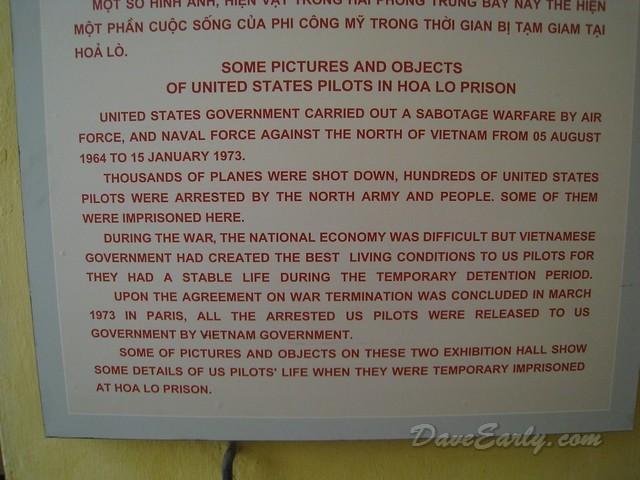 MỘT SỐ HÌNH ẢNH, HIỆN VẬT TRONG HAI PHÒNG TRƯNG BÀY NÀY THỂ HIỆN
MỘT PHẦN CUỘC SỐNG CỦA PHI CÔNG MỸ TRONG THỜI GIAN BỊ TẠM GIAM TẠI
HOẢ LÒ.
SOME PICTURES AND OBJECTS
OF UNITED STATES PILOTS IN HOA LO PRISON
UNITED STATES GOVERNMENT CARRIED OUT A SABOTAGE WARFARE BY AIR
FORCE, AND NAVAL FORCE AGAINST THE NORTH OF VIETNAM FROM 05 AUGUST
1964 TO 15 JANUARY 1973.
THOUSANDS OF PLANES WERE SHOT DOWN, HUNDREDS OF UNITED STATES
PILOTS WERE ARRESTED BY THE NORTH ARMY AND PEOPLE. SOME OF THEM
WERE IMPRISONED HERE.
DURING THE WAR, THE NATIONAL ECONOMY WAS DIFFICULT BUT VIETNAMESE
GOVERNMENT HAD CREATED THE BEST LIVING CONDITIONS TO US PILOTS FOR
THEY HAD A STABLE LIFE DURING THE TEMPORARY DETENTION PERIOD.
UPON THE AGREEMENT ON WAR TERMINATION WAS CONCLUDED IN MARCH
1973 IN PARIS, ALL THE ARRESTED US PILOTS WERE RELEASED TO US
GOVERNMENT BY VIETNAM GOVERNMENT.
SOME OF PICTURES AND OBJECTS ON THESE TWO EXHIBITION HALL SHOW
SOME DETAILS OF US PILOTS' LIFE WHEN THEY WERE TEMPORARY IMPRISONED
AT HOA LO PRISON.
DaveEarly.com